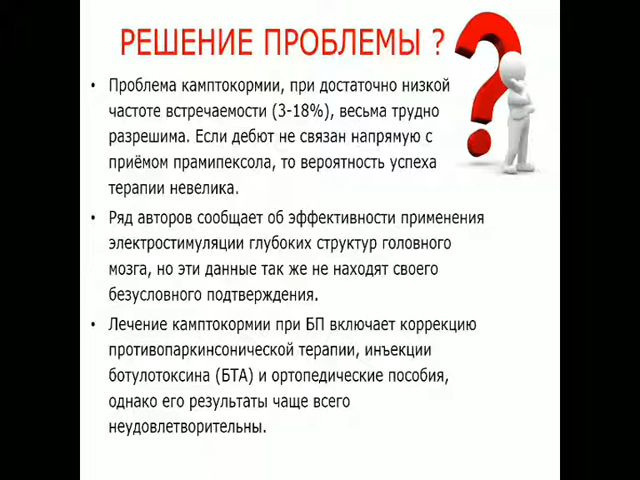 РЕШЕНИЕ ПРОБЛЕМЫ ?
• Проблема камптокормии, при достаточно низкой
частоте встречаемости (3-18%), весьма трудно
разрешима. Если дебют не связан напрямую с
приёмом прамипексола, то вероятность успеха
терапии невелика.
• Ряд авторов сообщает об эффективности применения
электростимуляции глубоких структур головного
мозга, но эти данные так же не находят своего
безусловного подтверждения.
• Лечение камптокормии при БП включает коррекцию
противопаркинсонической терапии, инъекции
ботулотоксина (БТА) и ортопедические пособия,
однако его результаты чаще всего
неудовлетворительны.